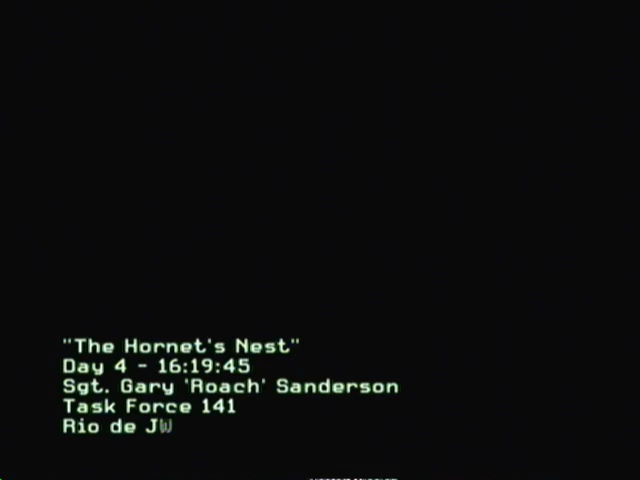 "The Hornet's Nest"
Day 4 - 16:19:45
Sgt. Gary 'Roach' Sanderson
Task Force 141
Rio de J